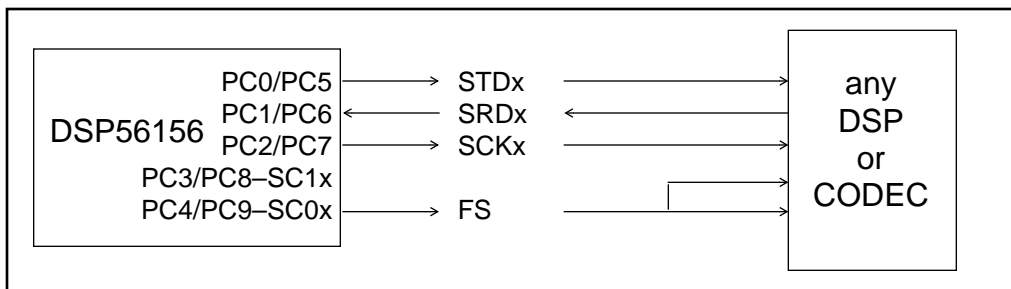 DSP56156
PC0/PC5
PC1/PC6
PC2/PC7
PC3/PC8–SC1x
PC4/PC9–SC0x
STDx
SRDx
SCKx
FS
any
DSP
or
CODEC